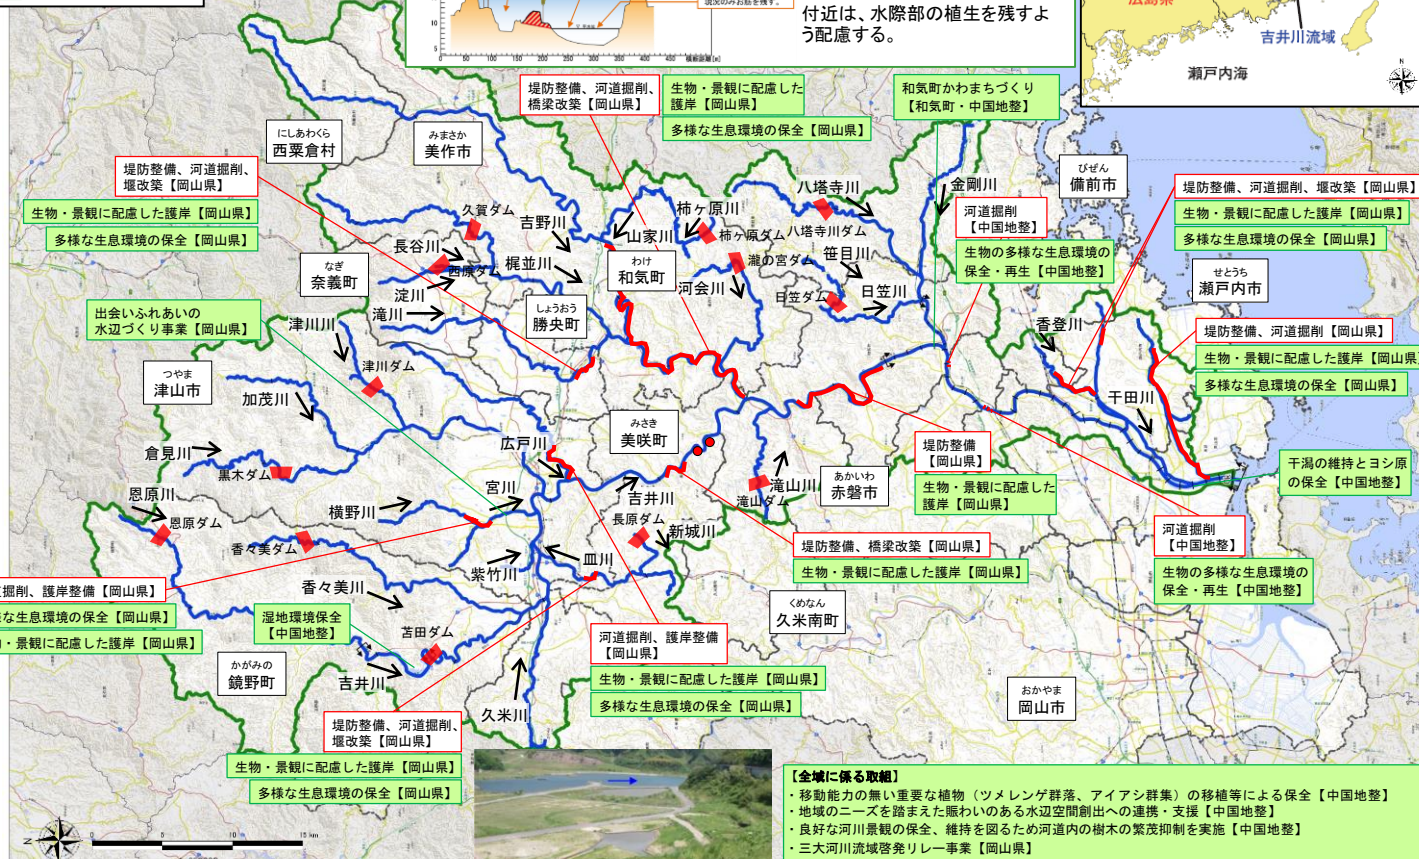 現況のみお筋を残す。
付近は、水際部の植生を残すよ
う配慮する。
10
5
0
50
100
150
200
250
300
350
400
450
500
横断距離[m]
広島県
吉井川流域
瀬戸内海
N
堤防整備、河道掘削、
橋梁改築【岡山県】
生物・景観に配慮した
護岸【岡山県】
多様な生息環境の保全【岡山県】
和気町かわまちづくり
【和気町・中国地整】
にしあわくら
西粟倉村
みまさか
美作市
びぜん
備前市
堤防整備、河道掘削、
堰改築【岡山県】
生物・景観に配慮した護岸【岡山県】
多様な生息環境の保全【岡山県】
堤防整備、河道掘削、堰改築【岡山県】
生物・景観に配慮した護岸【岡山県】
多様な生息環境の保全【岡山県】
八塔寺川
金剛川
久賀ダム
吉野川
柿ヶ原川
山家川
柿ヶ原ダム
八塔寺川ダム
河道掘削
【中国地整】
生物の多様な生息環境の
保全・再生【中国地整】
長谷川
西原ダム
梶並川
わけ
和気町
瀧の宮ダム
笹目川
なぎ
奈義町
淀川
河会川
日笠ダム
日笠川
せとうち
瀬戸内市
出会いふれあいの
水辺づくり事業【岡山県】
滝川
しょうおう
勝央町
津川川
香登川
堤防整備、河道掘削【岡山県】
生物・景観に配慮した護岸【岡山県】
多様な生息環境の保全【岡山県】
つやま
津山市
津川ダム
加茂川
干田川
みさき
美咲町
広戸川
倉見川
黒木ダム
堤防整備
【岡山県】
生物・景観に配慮した
護岸【岡山県】
干潟の維持とヨシ原
の保全【中国地整】
あかいわ
赤磐市
滝山川
滝山ダム
恩原川
恩原ダム
宮川
吉井川
横野川
長原ダム
新城川
河道掘削
【中国地整】
生物の多様な生息環境の
保全・再生【中国地整】
香々美ダム
堤防整備、橋梁改築【岡山県】
生物・景観に配慮した護岸【岡山県】
紫竹川
皿川
掘削、護岸整備【岡山県】
な生息環境の保全【岡山県】
・景観に配慮した護岸【岡山県】
香々美川
湿地環境保全
【中国地整】
苫田ダム
くめなん
久米南町
河道掘削、護岸整備
【岡山県】
生物・景観に配慮した護岸【岡山県】
多様な生息環境の保全【岡山県】
かがみの
鏡野町
吉井川
久米川
おかやま
岡山市
堤防整備、河道掘削、
堰改築【岡山県】
生物・景観に配慮した護岸【岡山県】
多様な生息環境の保全【岡山県】
【全域に係る取組】
・移動能力の無い重要な植物（ツメレンゲ群落、アイアシ群集）の移植等による保全【中国地整】
・地域のニーズを踏まえた賑わいのある水辺空間創出への連携・支援【中国地整】
・良好な河川景観の保全、維持を図るため河道内の樹木の繁茂抑制を実施【中国地整】
・三大河川流域啓発リレー事業【岡山県】
N
0
5
10
15 km